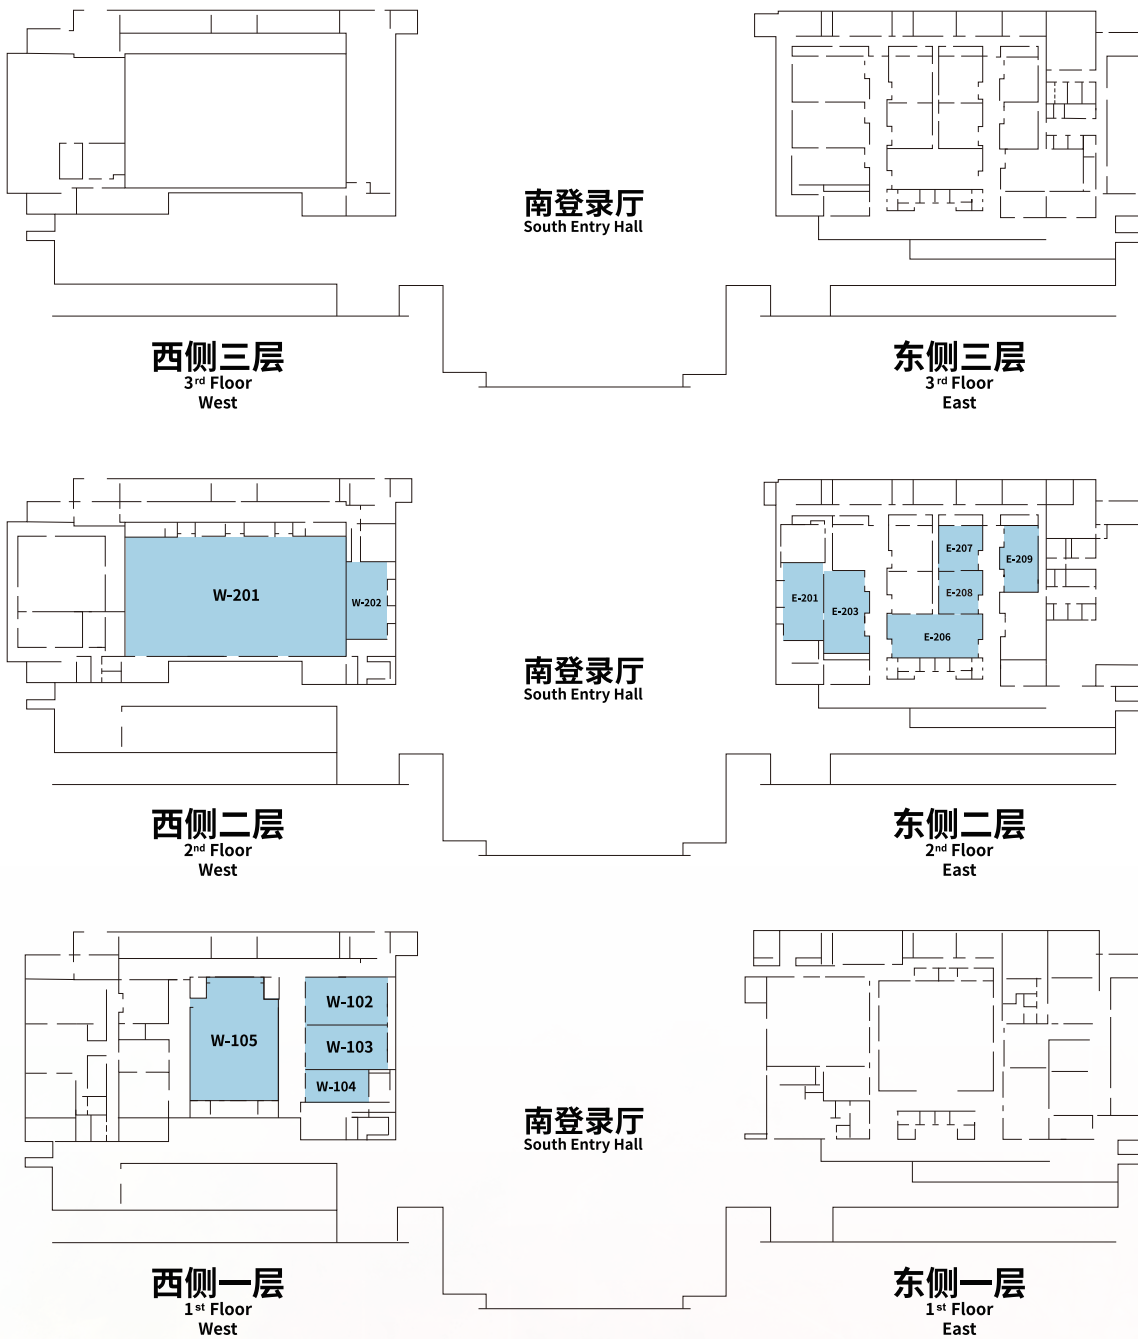 南登录厅
South Entry Hall
西侧三层
3rd Floor
West
东侧三层
3rd Floor
East
W-201
W-202
E-201
E-203
E-207
E-208
E-209
E-206
南登录厅
South Entry Hall
西侧二层
2nd Floor
West
东侧二层
2nd Floor
East
W-105
W-102
W-103
W-104
南登录厅
South Entry Hall
西侧一层
1st Floor
West
东侧一层
1st Floor
East